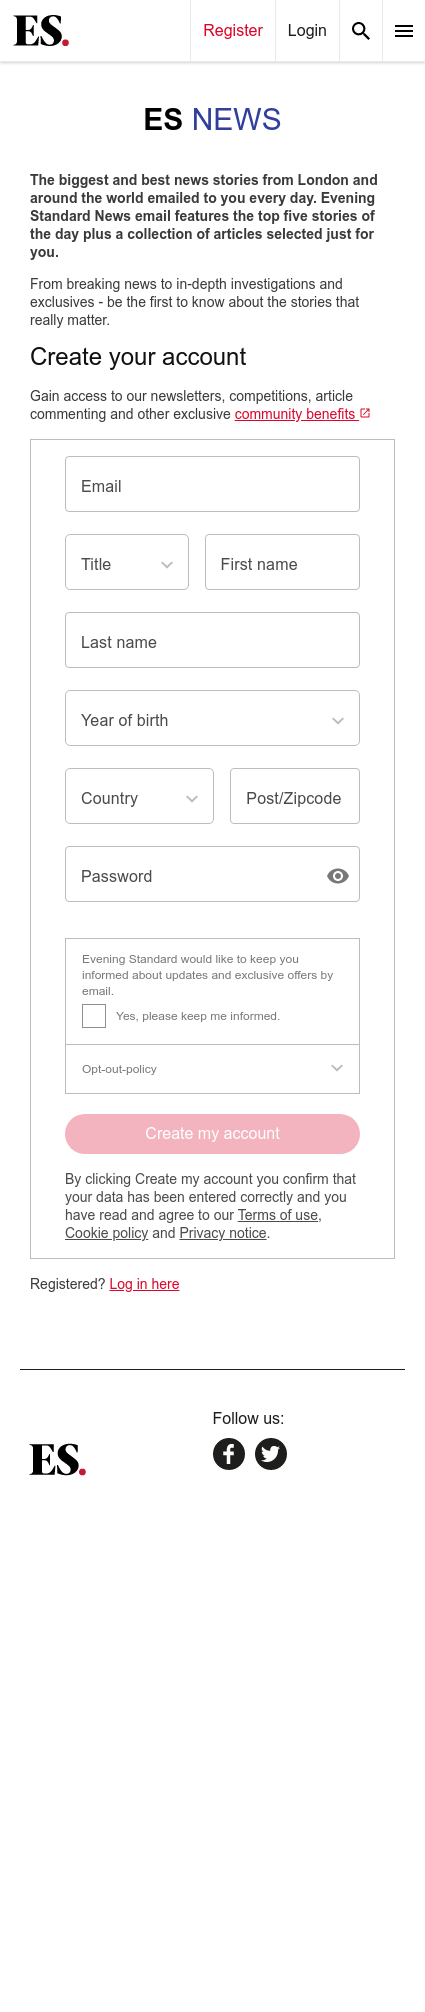 ES.
Register
Login
ES NEWS
The biggest and best news stories from London and
around the world emailed to you every day. Evening
Standard News email features the top five stories of
the day plus a collection of articles selected just for
you.
From breaking news to in-depth investigations and
exclusives - be the first to know about the stories that
really matter.
Create your account
Gain access to our newsletters, competitions, article
commenting and other exclusive community benefits
Email
Title
First name
Last name
Year of birth
Country
Post/Zipcode
Password
Evening Standard would like to keep you
informed about updates and exclusive offers by
email.
Yes, please keep me informed.
Opt-out-policy
Create my account
By clicking Create my account you confirm that
your data has been entered correctly and you
have read and agree to our Terms of use,
Cookie policy and Privacy notice.
Registered? Log in here
Follow us:
ES.